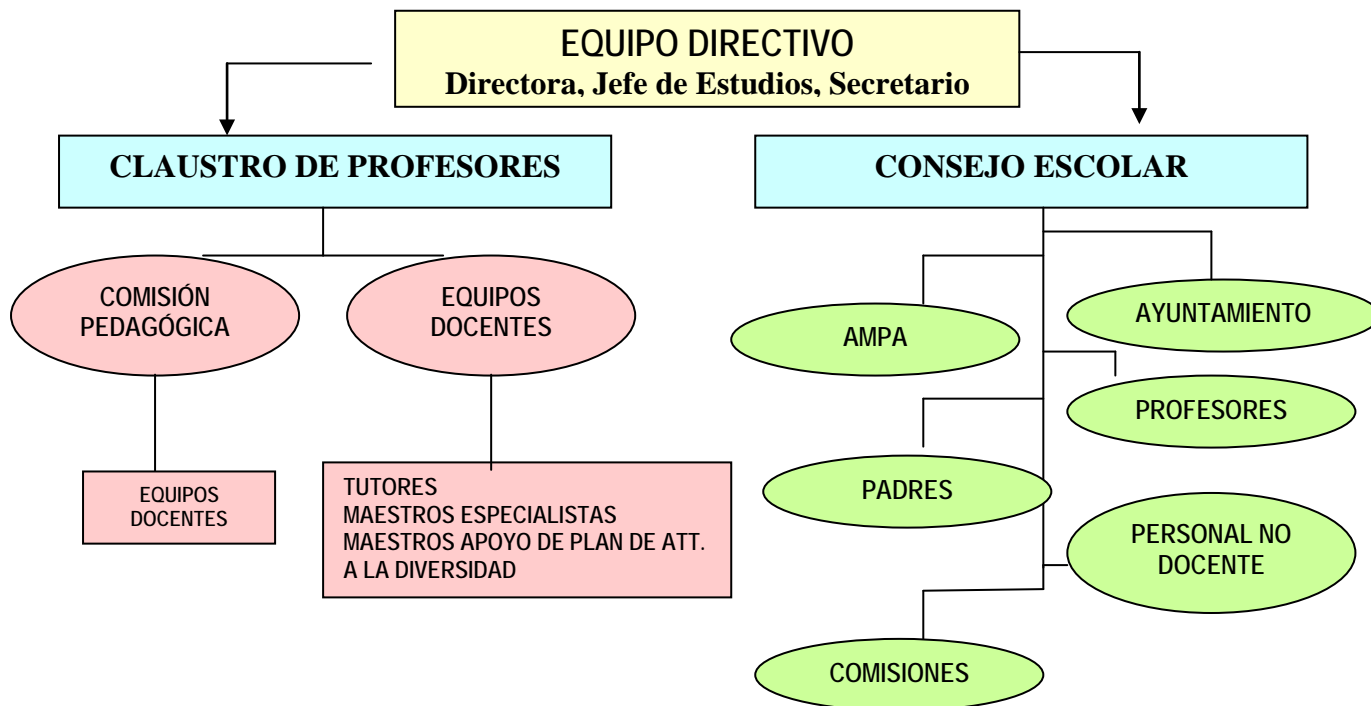 EQUIPO DIRECTIVO
Directora, Jefe de Estudios, Secretario
CLAUSTRO DE PROFESORES
CONSEJO ESCOLAR
COMISIÓN
PEDAGÓGICA
EQUIPOS
DOCENTES
EQUIPOS
DOCENTES
TUTORES
MAESTROS ESPECIALISTAS
MAESTROS APOYO DE PLAN DE ATT.
A LA DIVERSIDAD
AMPA
AYUNTAMIENTO
PROFESORES
PADRES
PERSONAL NO
DOCENTE
COMISIONES